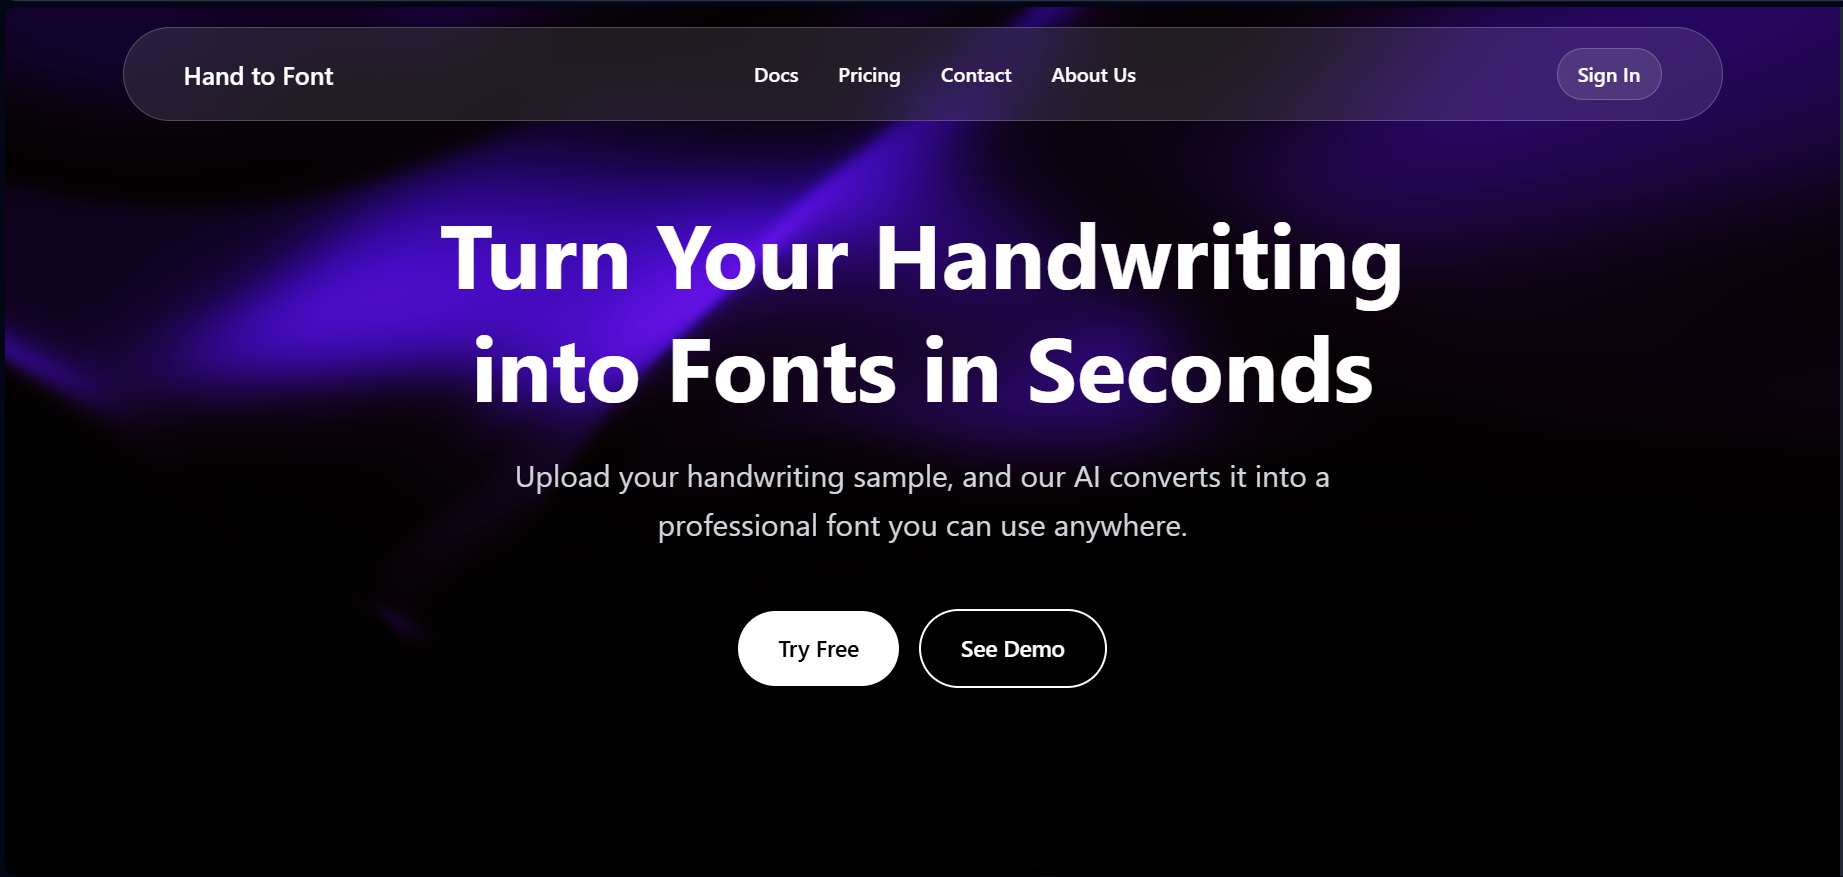 Hand to Font
Docs
Pricing
Contact
About Us
Sign In
Turn Your Handwriting
into Fonts in Seconds
Upload your handwriting sample, and our AI converts it into a
professional font you can use anywhere.
Try Free
See Demo